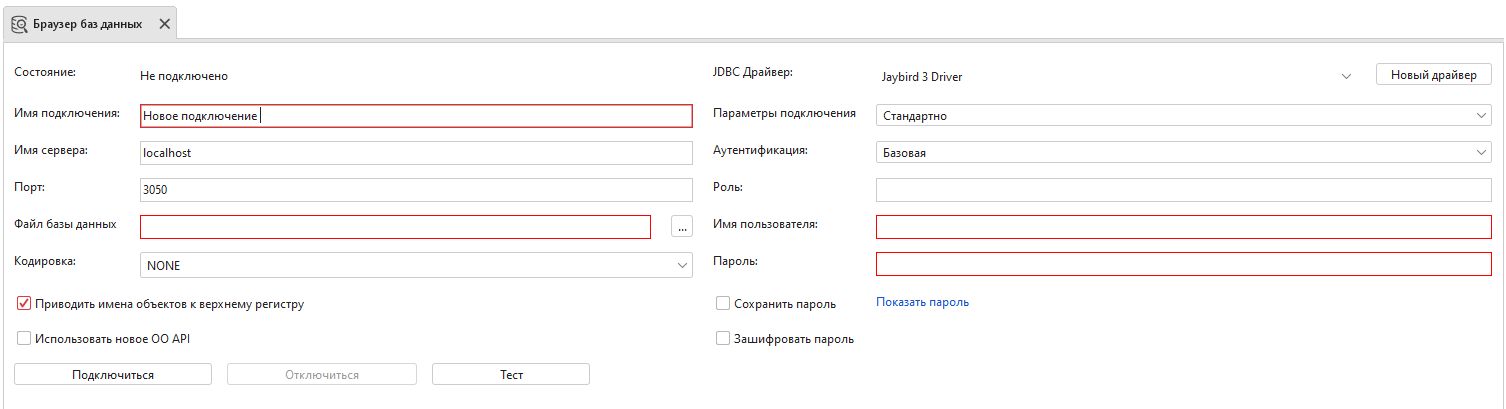 Браузер баз данных
Состояние: Не подключено JDBC Драйвер: Jaybird 3 Driver Новый драйвер
Имя подключения: Новое подключение Параметры подключения Стандартно
Имя сервера: localhost Аутентификация: Базовая
Порт: 3050 Роль:
Файл базы данных ... Имя пользователя:
Кодировка: NONE Пароль:
Приводить имена объектов к верхнему регистру Сохранить пароль Показать пароль
Использовать новое OO API Зашифровать пароль
Подключиться Отключиться Тест